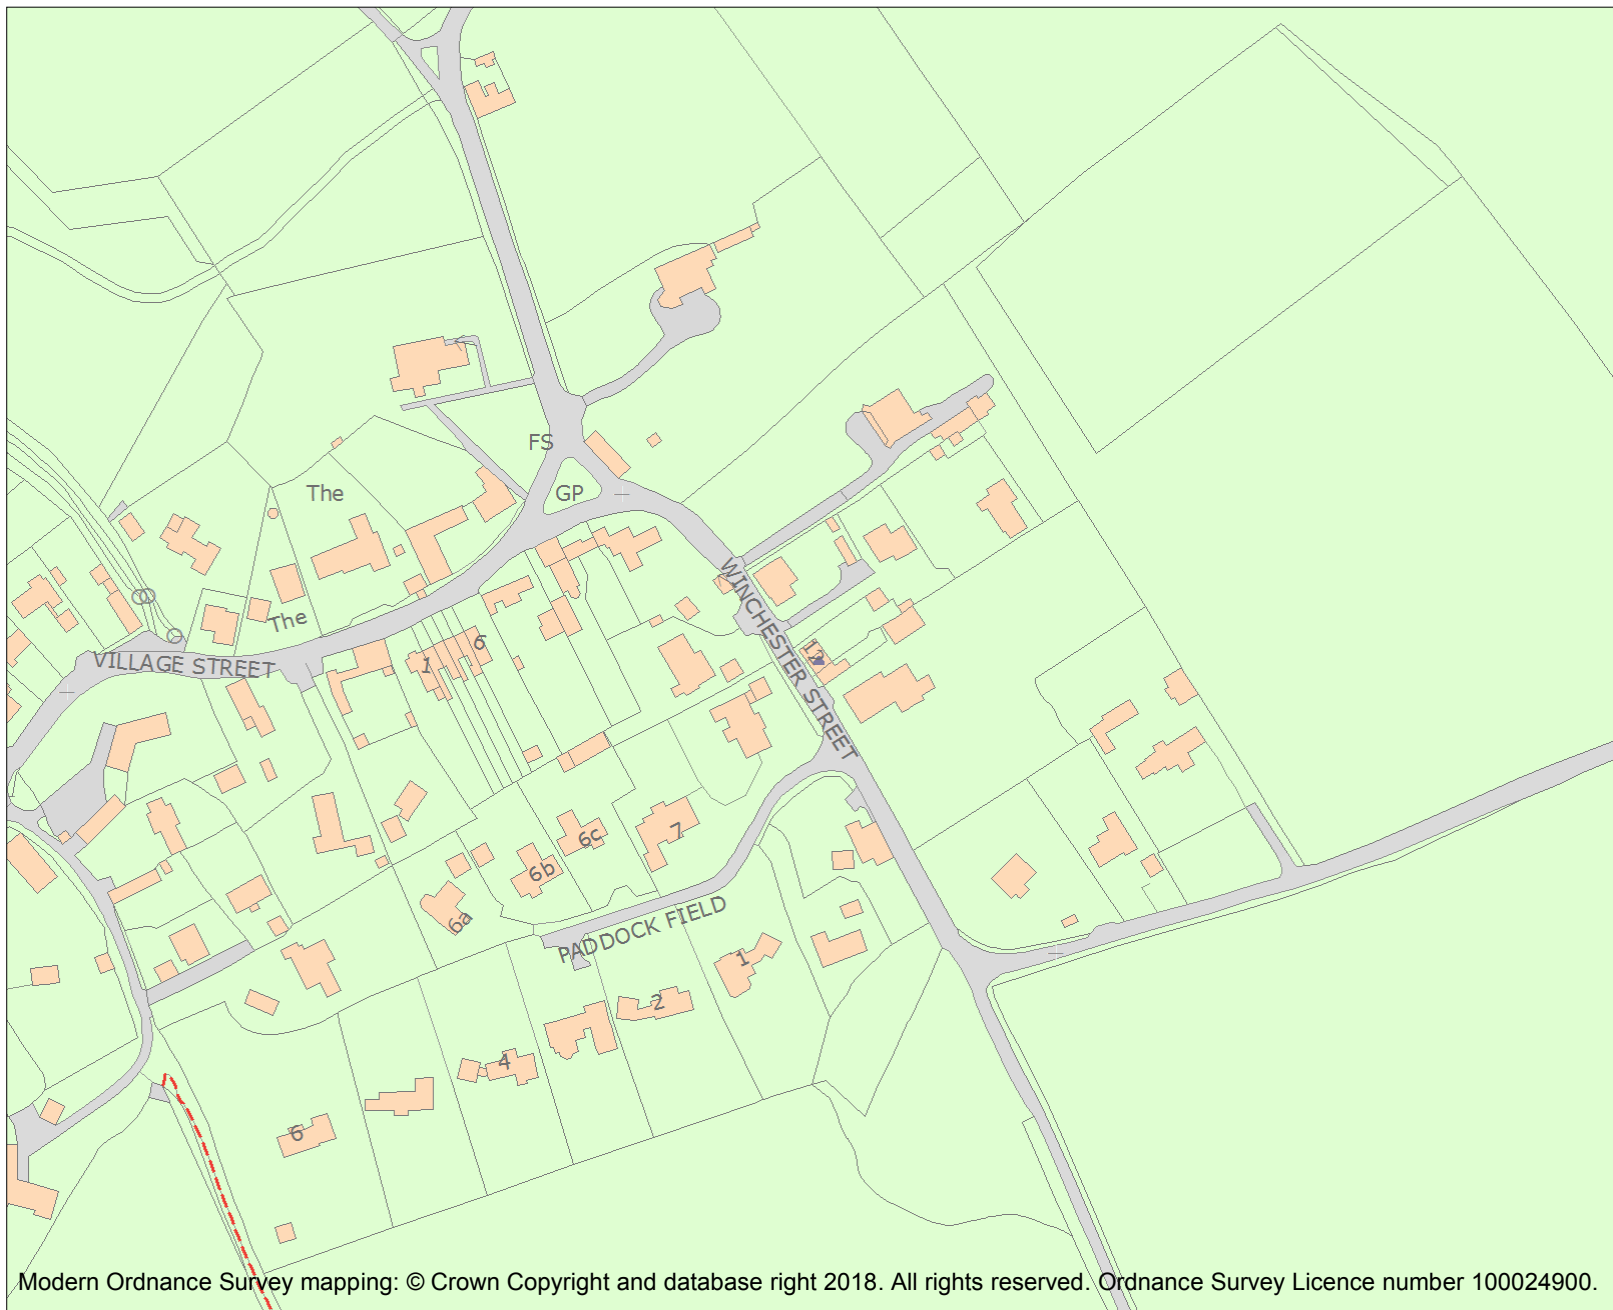 FS
The
GP
The
WINCHESTER STREET
VILLAGE STREET
1
6
12
6c
7
6b
6a
PADDOCK FIELD
1
2
4
6
Modern Ordnance Survey mapping: © Crown Copyright and database right 2018. All rights reserved. Ordnance Survey Licence number 100024900.